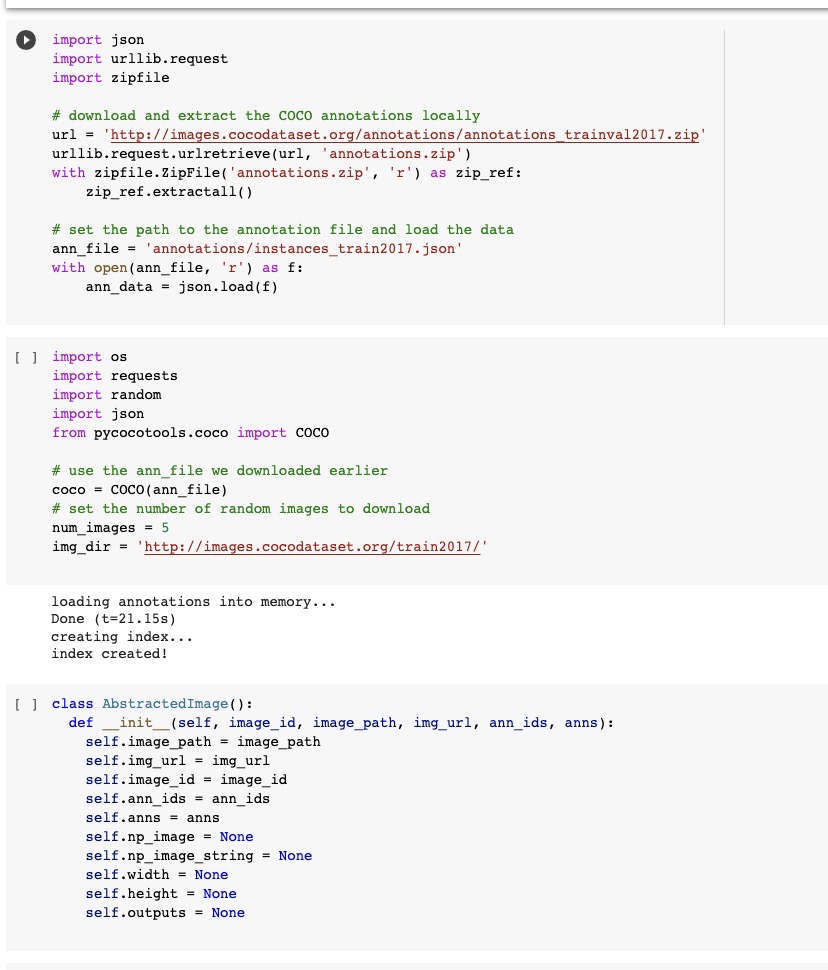 import json
import urllib.request
import zipfile

# download and extract the COCO annotations locally
url = 'http://images.cocodataset.org/annotations/annotations_trainval2017.zip'
urllib.request.urlretrieve(url, 'annotations.zip')
with zipfile.ZipFile('annotations.zip', 'r') as zip_ref:
    zip_ref.extractall()

# set the path to the annotation file and load the data
ann_file = 'annotations/instances_train2017.json'
with open(ann_file, 'r') as f:
    ann_data = json.load(f)

[ ] import os
import requests
import random
import json
from pycocotools.coco import COCO

# use the ann_file we downloaded earlier
coco = COCO(ann_file)
# set the number of random images to download
num_images = 5
img_dir = 'http://images.cocodataset.org/train2017/'

loading annotations into memory...
Done (t=21.15s)
creating index...
index created!

[ ] class AbstractedImage():
  def __init__(self, image_id, image_path, img_url, ann_ids, anns):
    self.image_path = image_path
    self.img_url = img_url
    self.image_id = image_id
    self.ann_ids = ann_ids
    self.anns = anns
    self.np_image = None
    self.np_image_string = None
    self.width = None
    self.height = None
    self.outputs = None